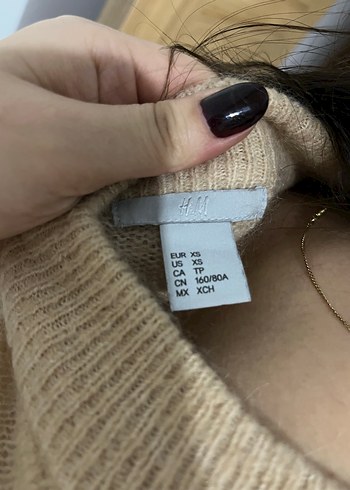 H M
EUR XS
US XS
CA TP
CN 160/80A
MX XCH